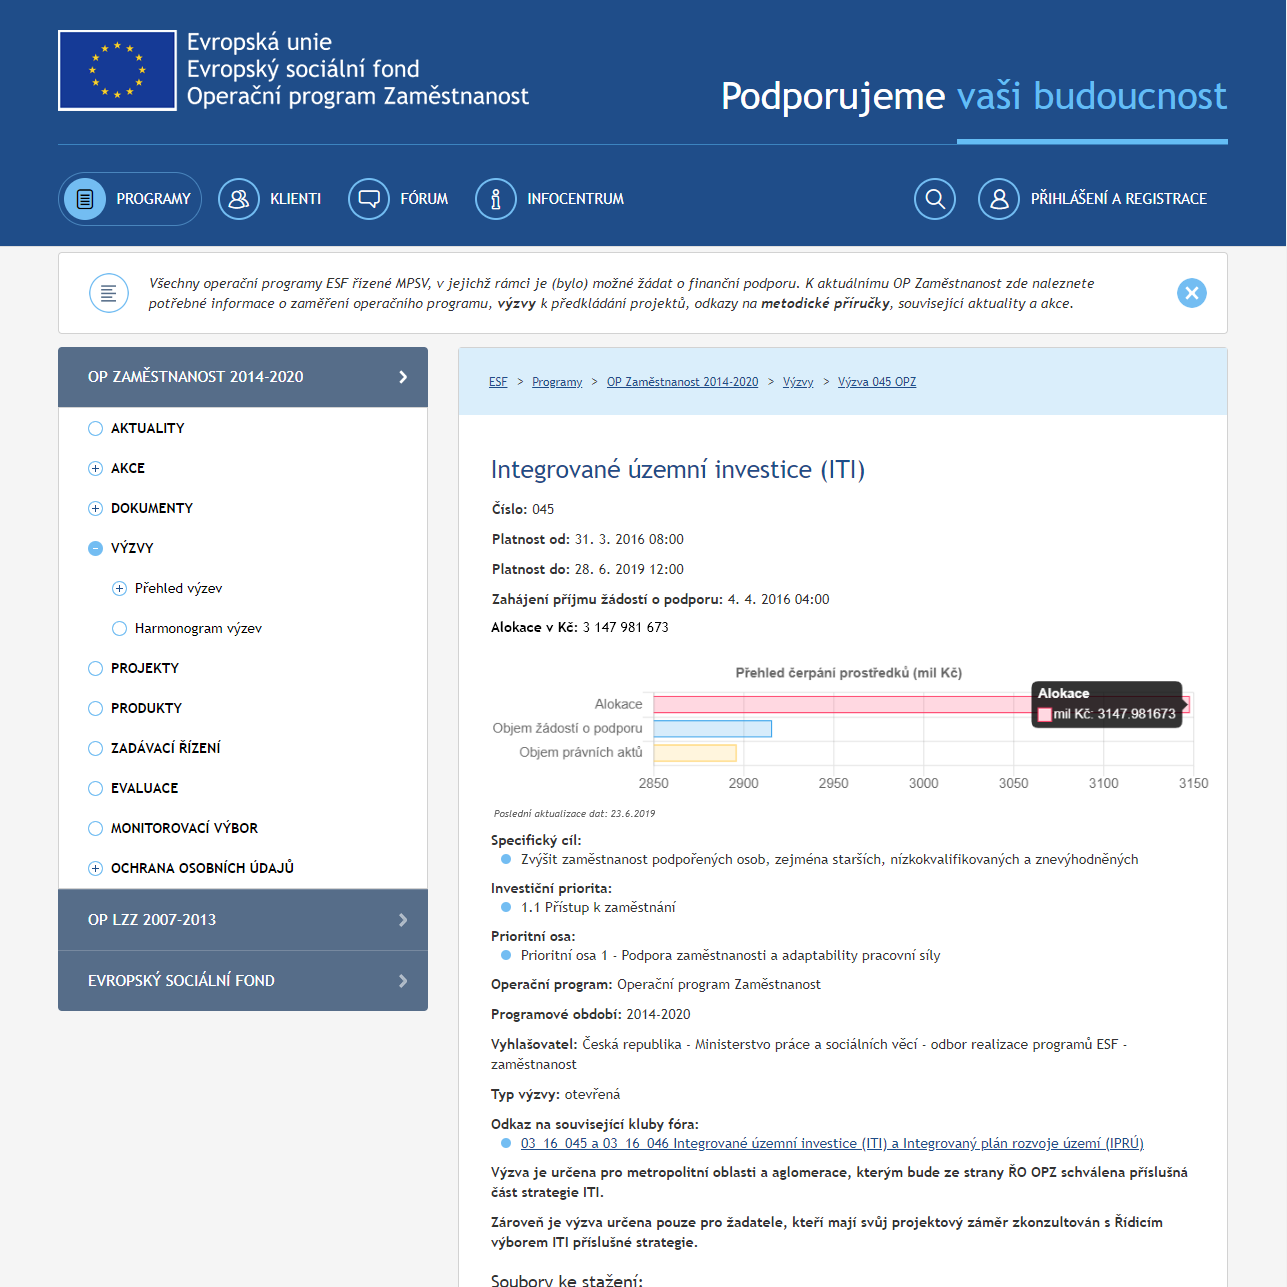 Evropská unie
Evropský sociální fond
Operační program Zaměstnanost
Podporujeme vaši budoucnost
PROGRAMY
KLIENTI
FÓRUM
INFOCENTRUM
PŘIHLÁŠENÍ A REGISTRACE
Všechny operační programy ESF řízené MPSV, v jejichž rámci je (bylo) možné žádat o finanční podporu. K aktuálnímu OP Zaměstnanost zde naleznete
potřebné informace o zaměření operačního programu, výzvy k předkládání projektů, odkazy na metodické příručky, související aktuality a akce.
OP ZAMĚSTNANOST 2014-2020
AKTUALITY
AKCE
DOKUMENTY
VÝZVY
Přehled výzev
Harmonogram výzev
PROJEKTY
PRODUKTY
ZADÁVACÍ ŘÍZENÍ
EVALUACE
MONITOROVACÍ VÝBOR
OCHRANA OSOBNÍCH ÚDAJŮ
OP LZZ 2007-2013
EVROPSKÝ SOCIÁLNÍ FOND
ESF > Programy > OP Zaměstnanost 2014-2020 > Výzvy > Výzva 045 OPZ
Integrované územní investice (ITI)
Číslo: 045
Platnost od: 31. 3. 2016 08:00
Platnost do: 28. 6. 2019 12:00
Zahájení příjmu žádostí o podporu: 4. 4. 2016 04:00
Alokace v Kč: 3 147 981 673
Přehled čerpání prostředků (mil Kč)
Alokace
Objem žádostí o podporu
Objem právních aktů
Alokace
mil Kč: 3147.981673
2850 2900 2950 3000 3050 3100 3150
Poslední aktualizace dat: 23.6.2019
Specifický cíl:
Zvýšit zaměstnanost podpořených osob, zejména starších, nízkokvalifikovaných a znevýhodněných
Investiční priorita:
1.1 Přístup k zaměstnání
Prioritní osa:
Prioritní osa 1 - Podpora zaměstnanosti a adaptability pracovní síly
Operační program: Operační program Zaměstnanost
Programové období: 2014-2020
Vyhlašovatel: Česká republika - Ministerstvo práce a sociálních věcí - odbor realizace programů ESF -
zaměstnanost
Typ výzvy: otevřená
Odkaz na související kluby fóra:
03_16_045 a 03_16_046 Integrované územní investice (ITI) a Integrovaný plán rozvoje území (IPRÚ)
Výzva je určena pro metropolitní oblasti a aglomerace, kterým bude ze strany ŘO OPZ schválena příslušná
část strategie ITI.
Zároveň je výzva určena pouze pro žadatele, kteří mají svůj projektový záměr zkonzultován s Řídicím
výborem ITI příslušné strategie.
Soubory ke stažení: